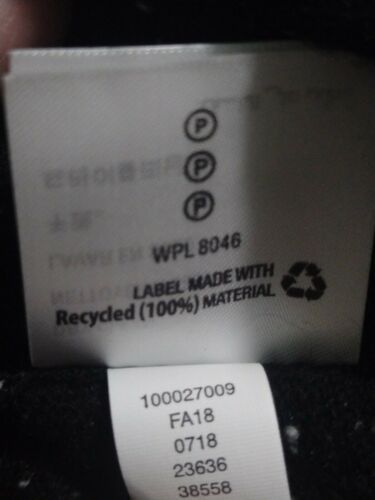 P
P
P
WPL 8046
LABEL MADE WITH
Recycled (100%) MATERIAL
100027009
FA18
0718
23636
38558